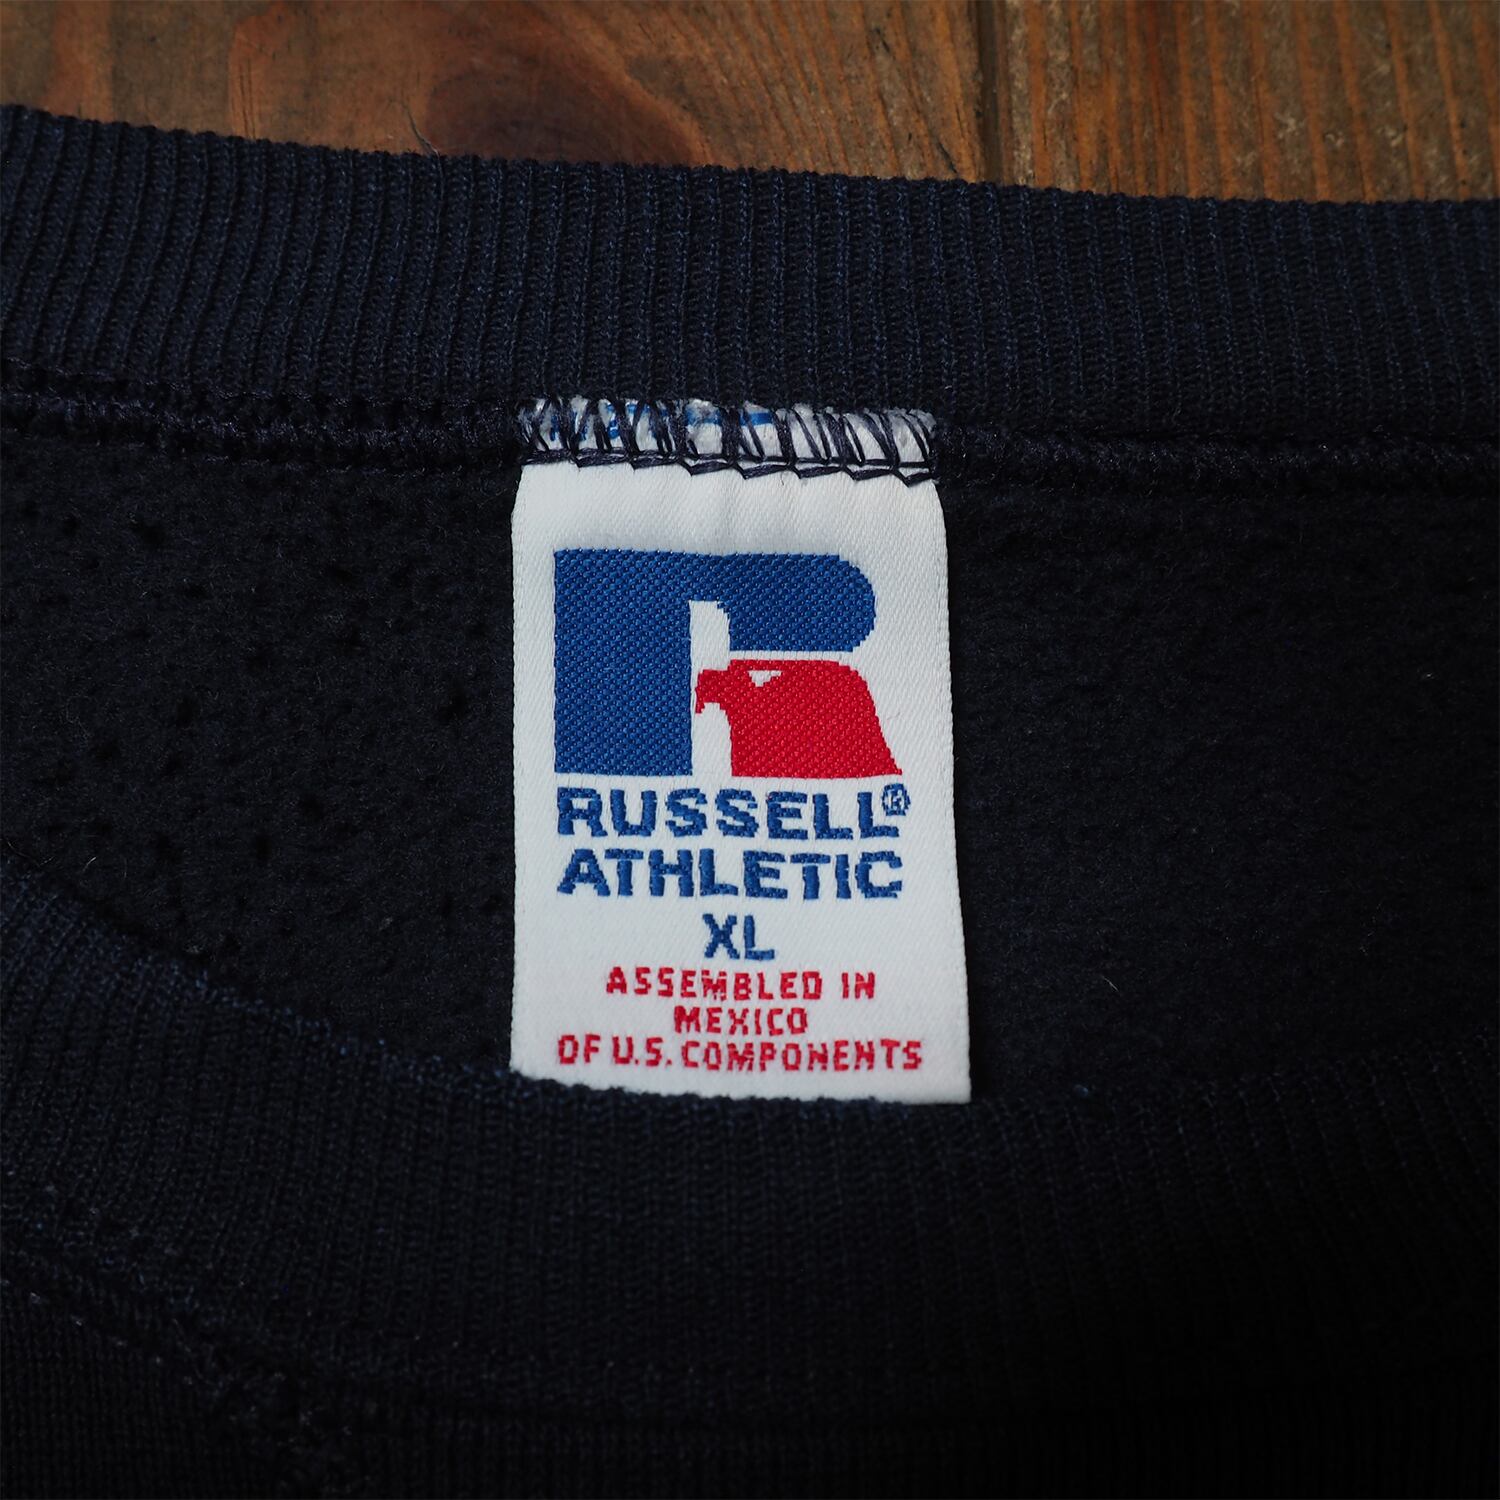 RUSSELL®
ATHLETIC
XL
ASSEMBLED IN
MEXICO
OF U.S. COMPONENTS